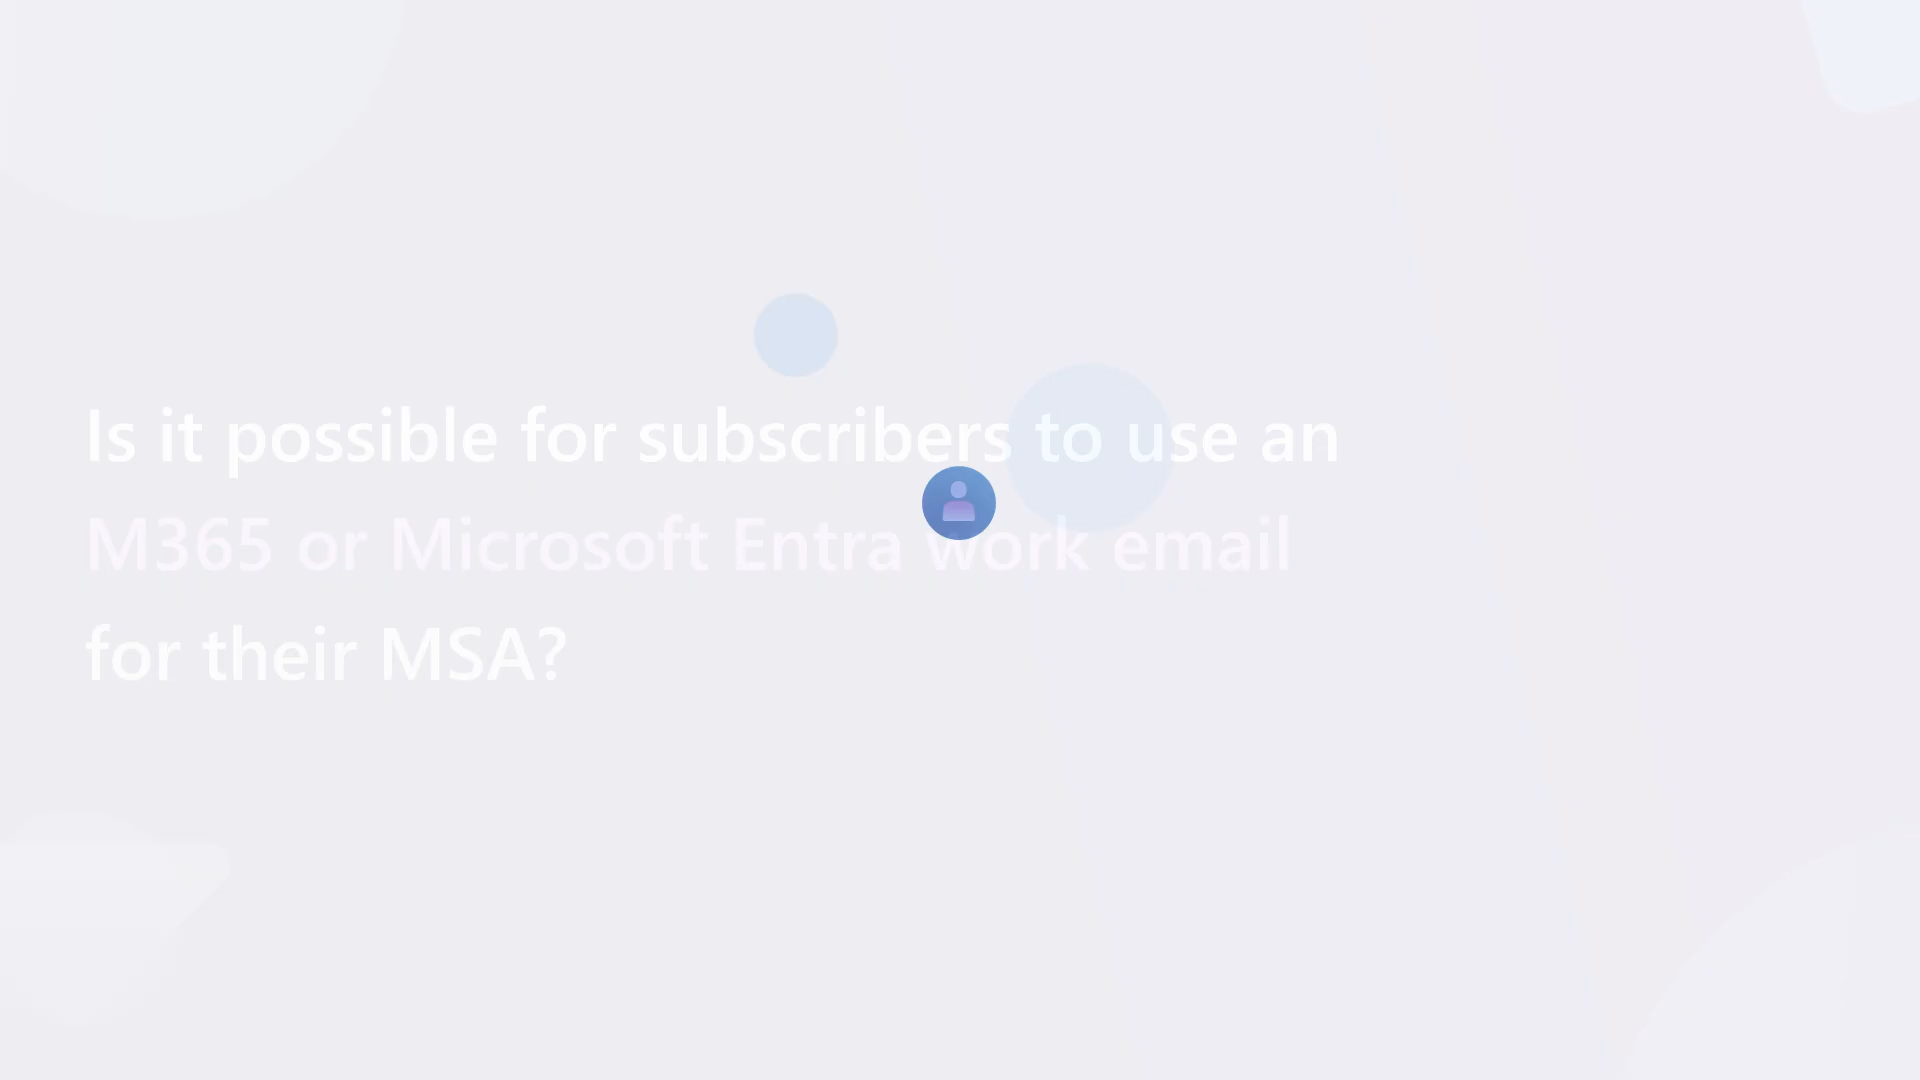 Is it possible for subscribers to use an
M365 or Microsoft Entra work email
for their MSA?